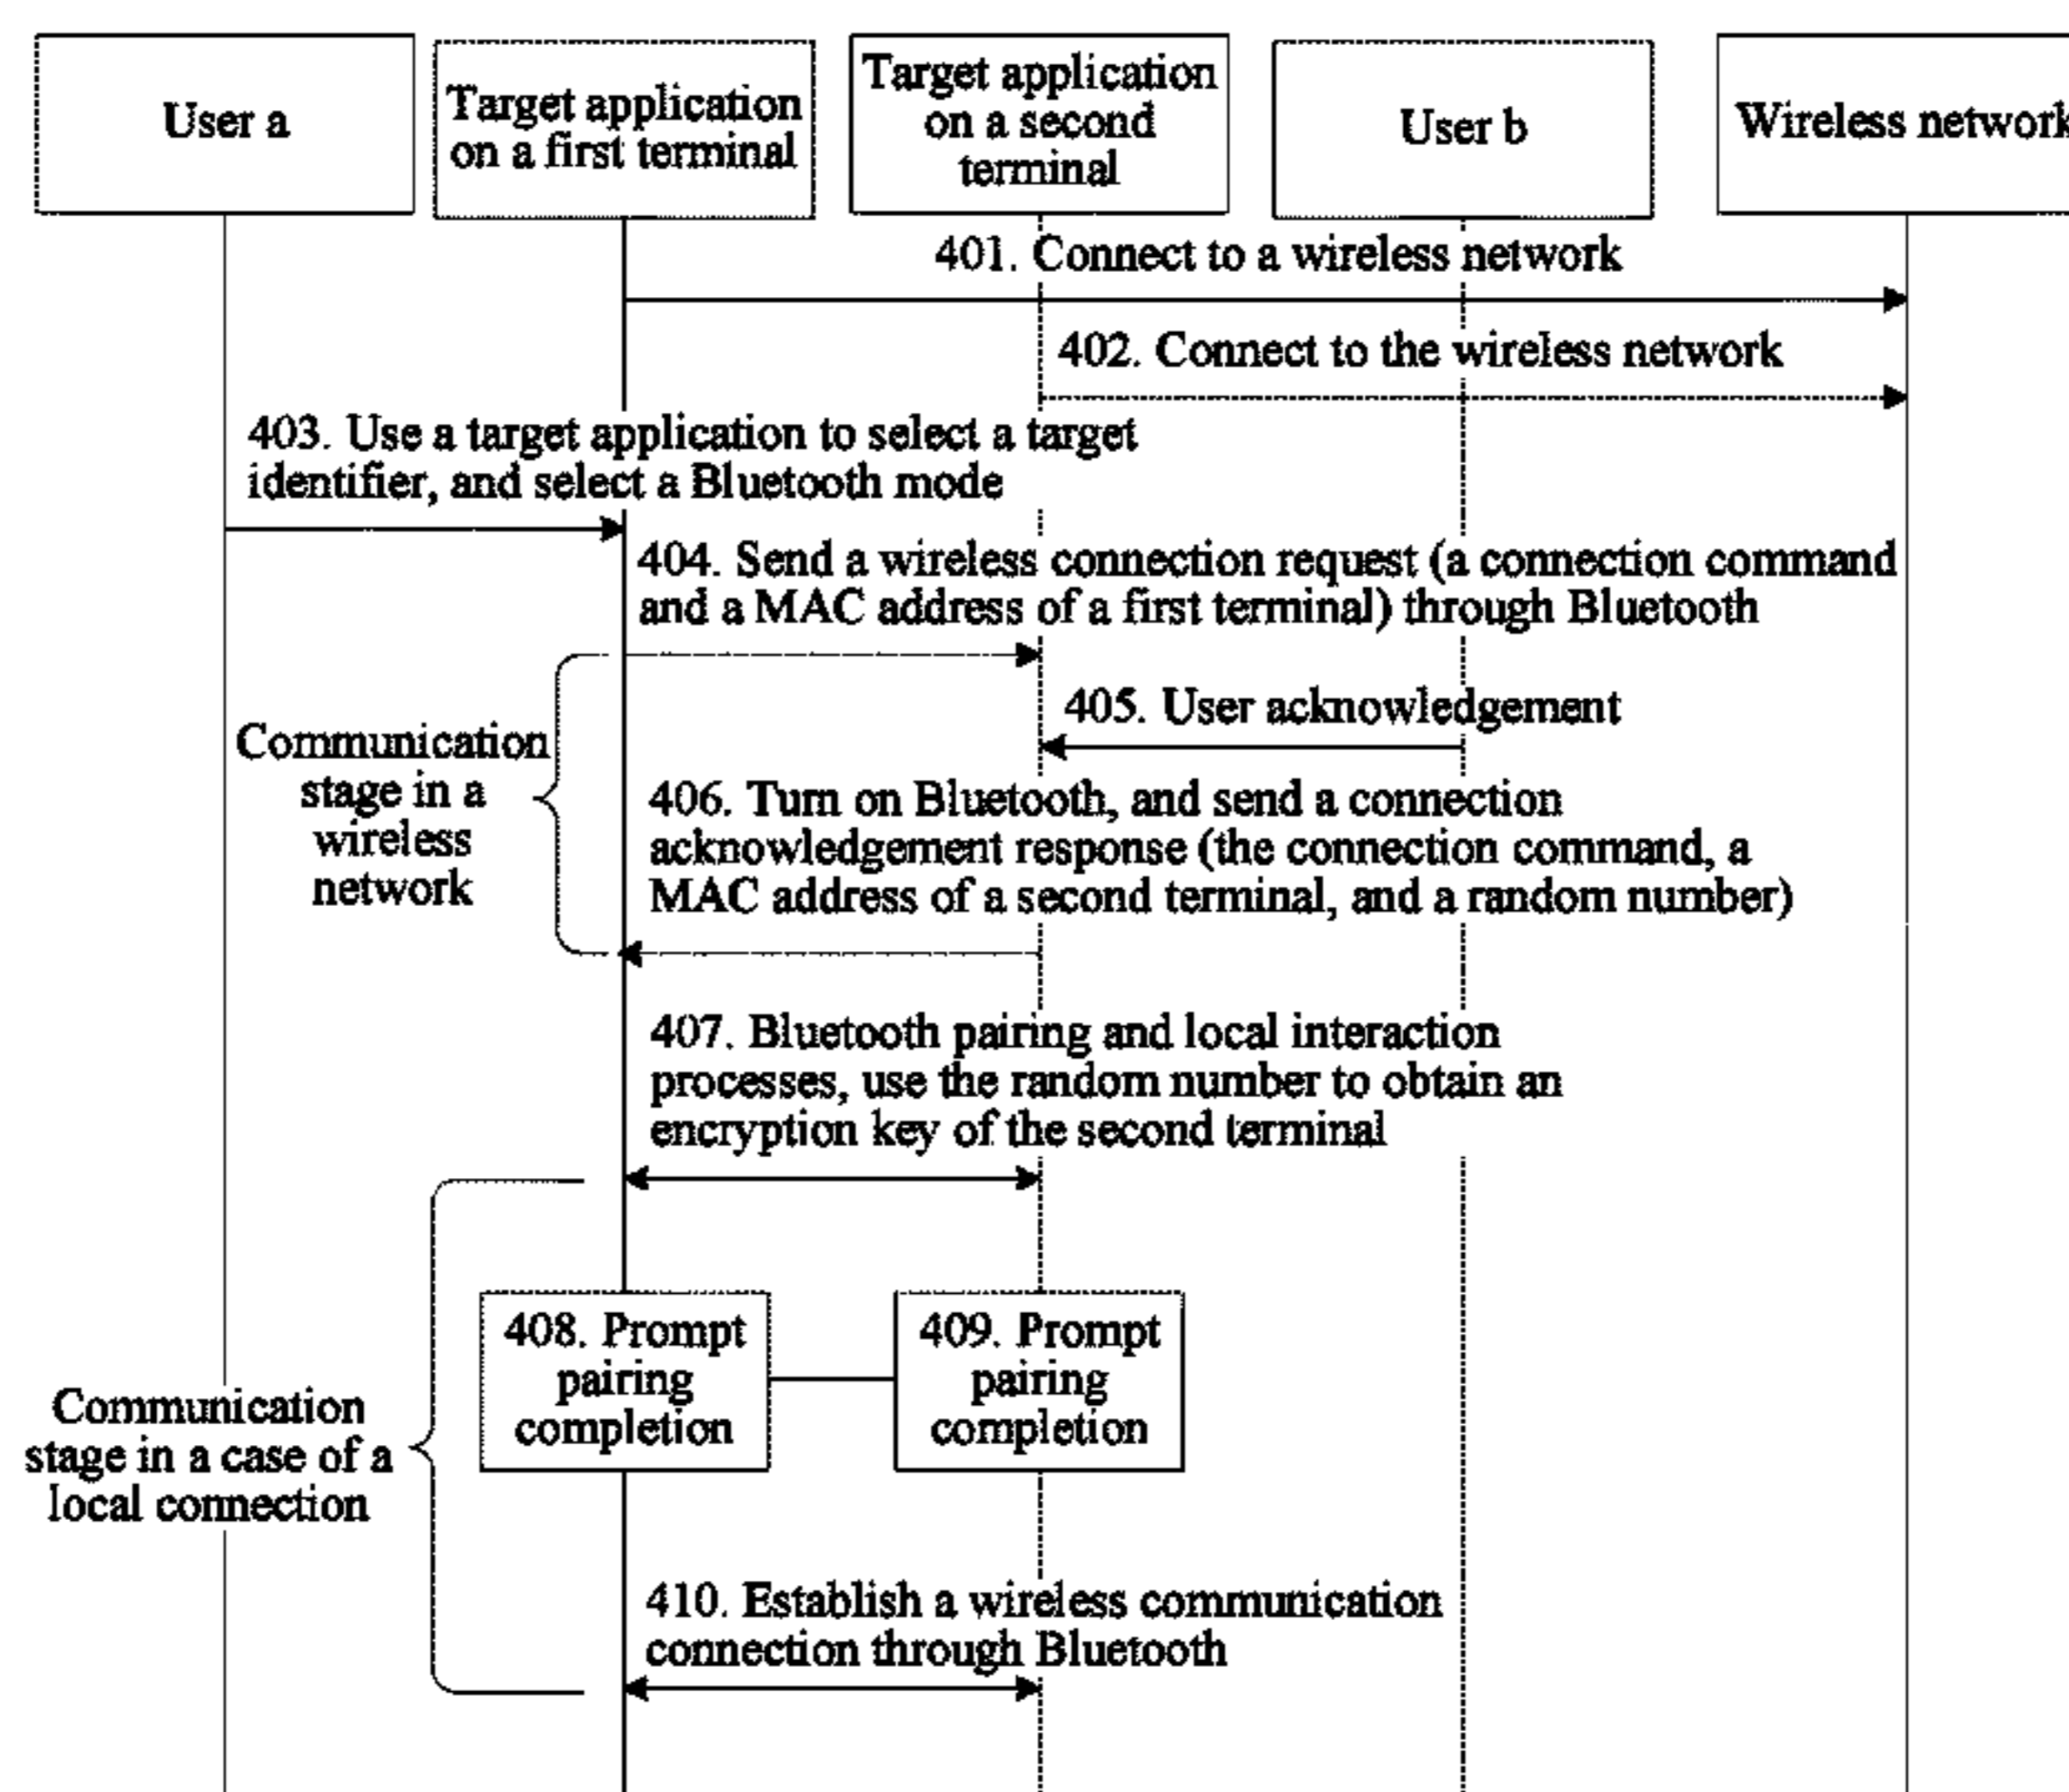 User a
Target application
on a first terminal
Target application
on a second
terminal
User b
Wireless network
401. Connect to a wireless network
402. Connect to the wireless network
403. Use a target application to select a target
identifier, and select a Bluetooth mode
404. Send a wireless connection request (a connection command
and a MAC address of a first terminal) through Bluetooth
405. User acknowledgement
Communication
stage in a
wireless
network
406. Turn on Bluetooth, and send a connection
acknowledgement response (the connection command, a
MAC address of a second terminal, and a random number)
407. Bluetooth pairing and local interaction
processes, use the random number to obtain an
encryption key of the second terminal
408. Prompt
pairing
completion
409. Prompt
pairing
completion
Communication
stage in a case of a
local connection
410. Establish a wireless communication
connection through Bluetooth